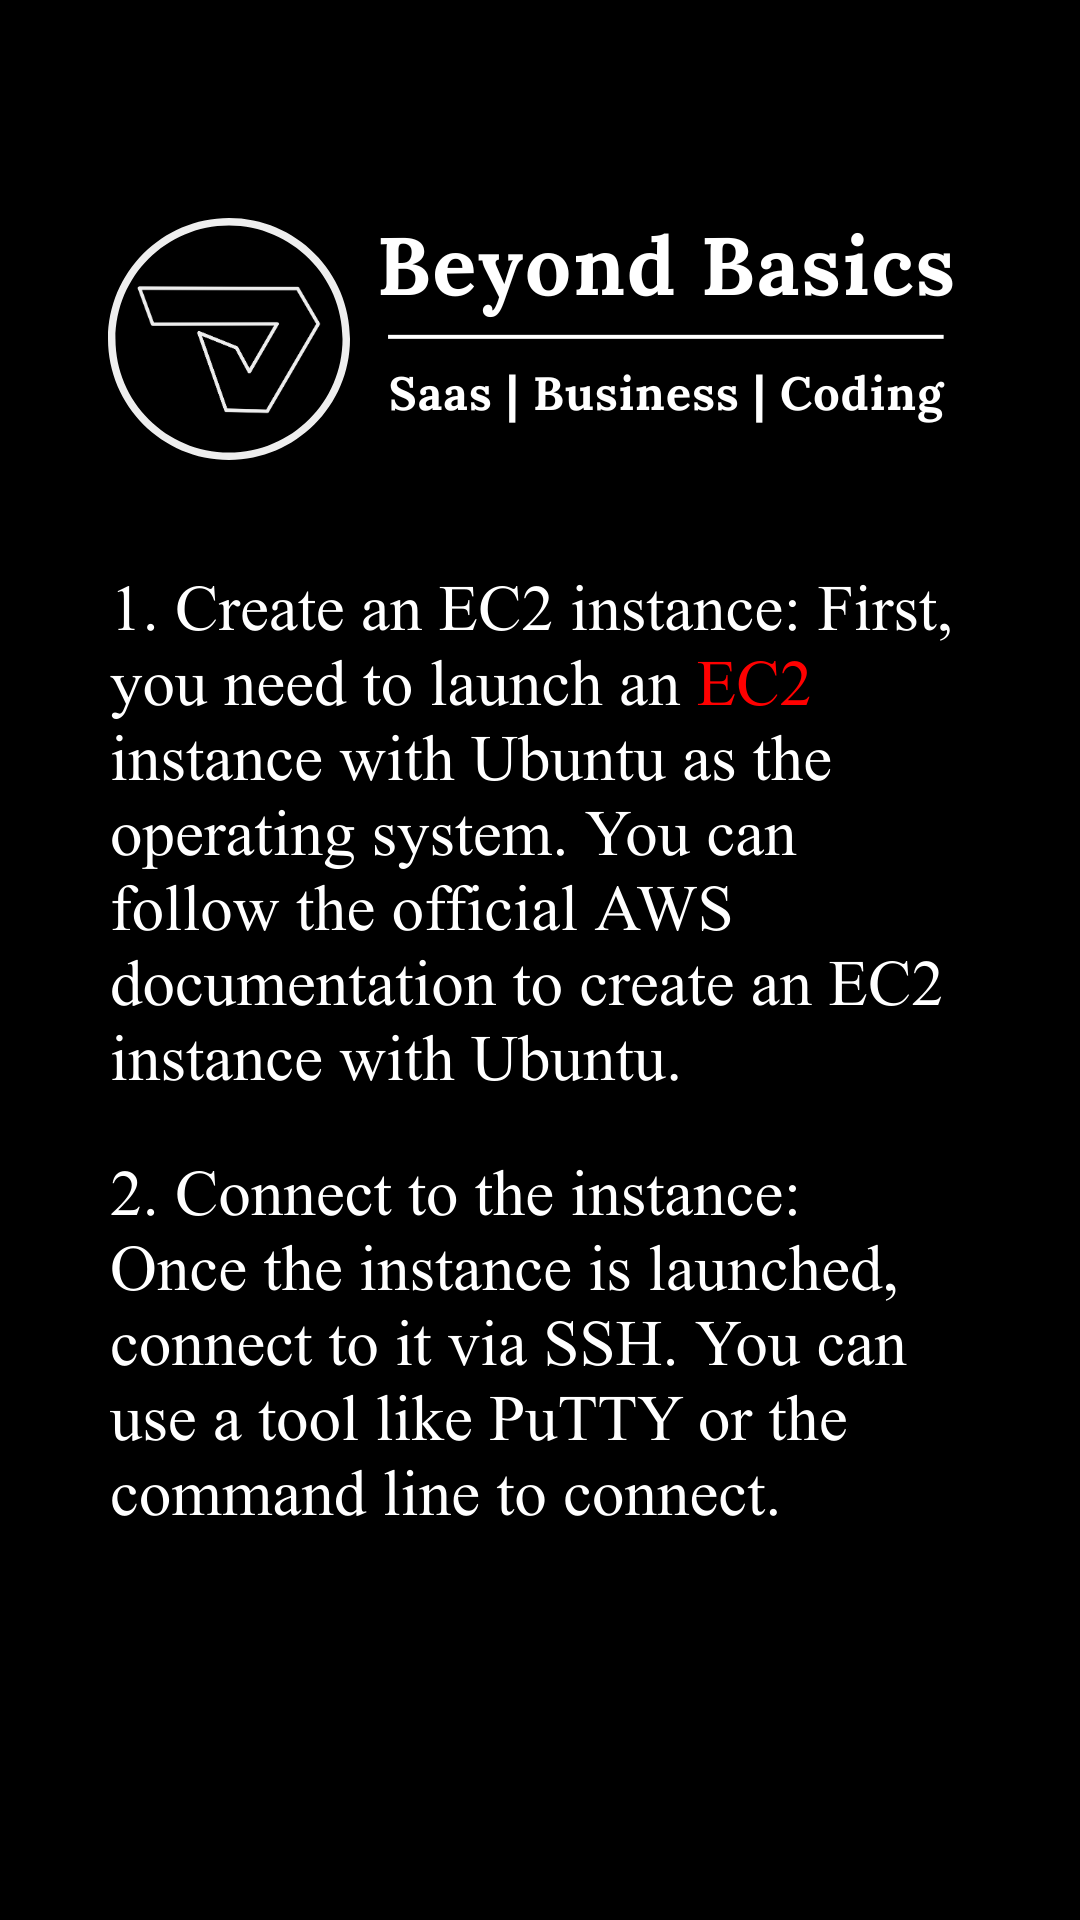 Beyond Basics
Saas | Business | Coding
1. Create an EC2 instance: First,
you need to launch an EC2
instance with Ubuntu as the
operating system. You can
follow the official AWS
documentation to create an EC2
instance with Ubuntu.
2. Connect to the instance:
Once the instance is launched,
connect to it via SSH. You can
use a tool like PuTTY or the
command line to connect.